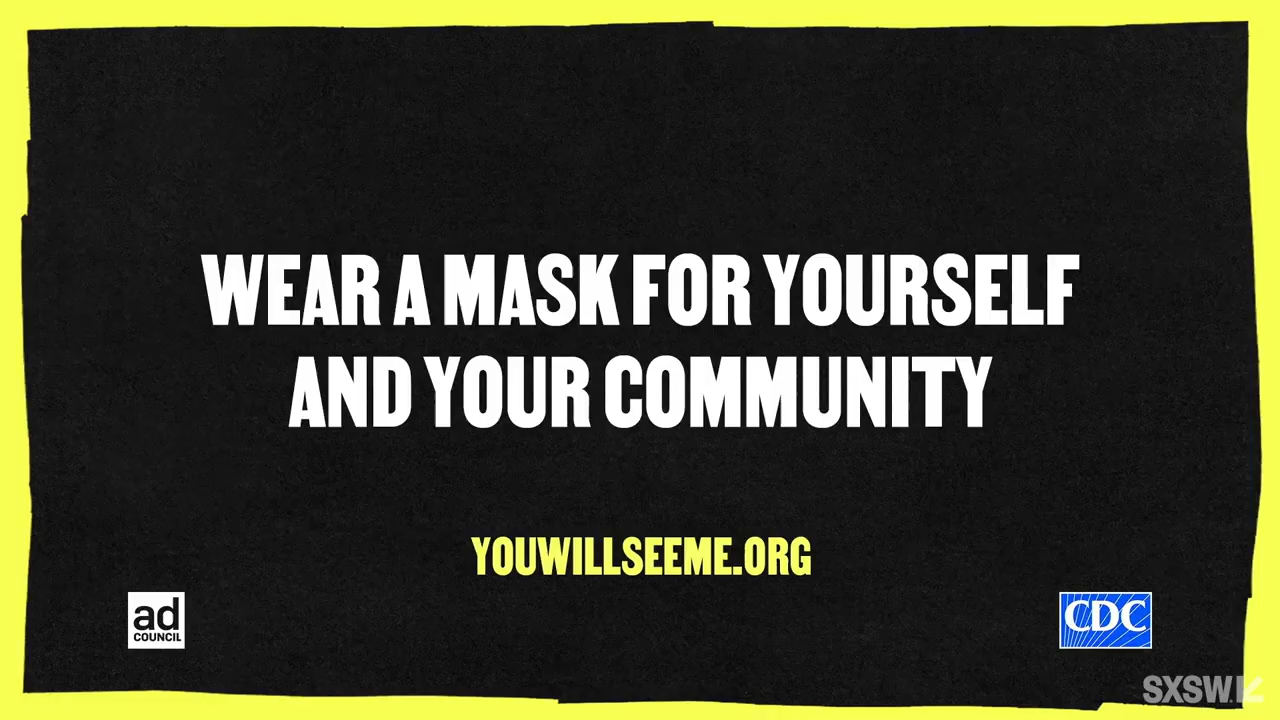 WEAR A MASK FOR YOURSELF
AND YOUR COMMUNITY
YOUWILLSEEME.ORG
ad
COUNCIL
CDC
SXSW